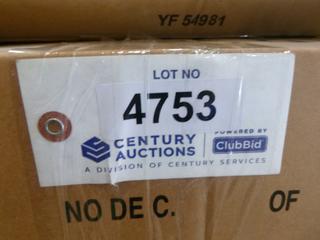 YF 54981
LOT NO
4753
CENTURY AUCTIONS
POWERED BY
ClubBid
A DIVISION OF CENTURY SERVICES
NO DE C. OF